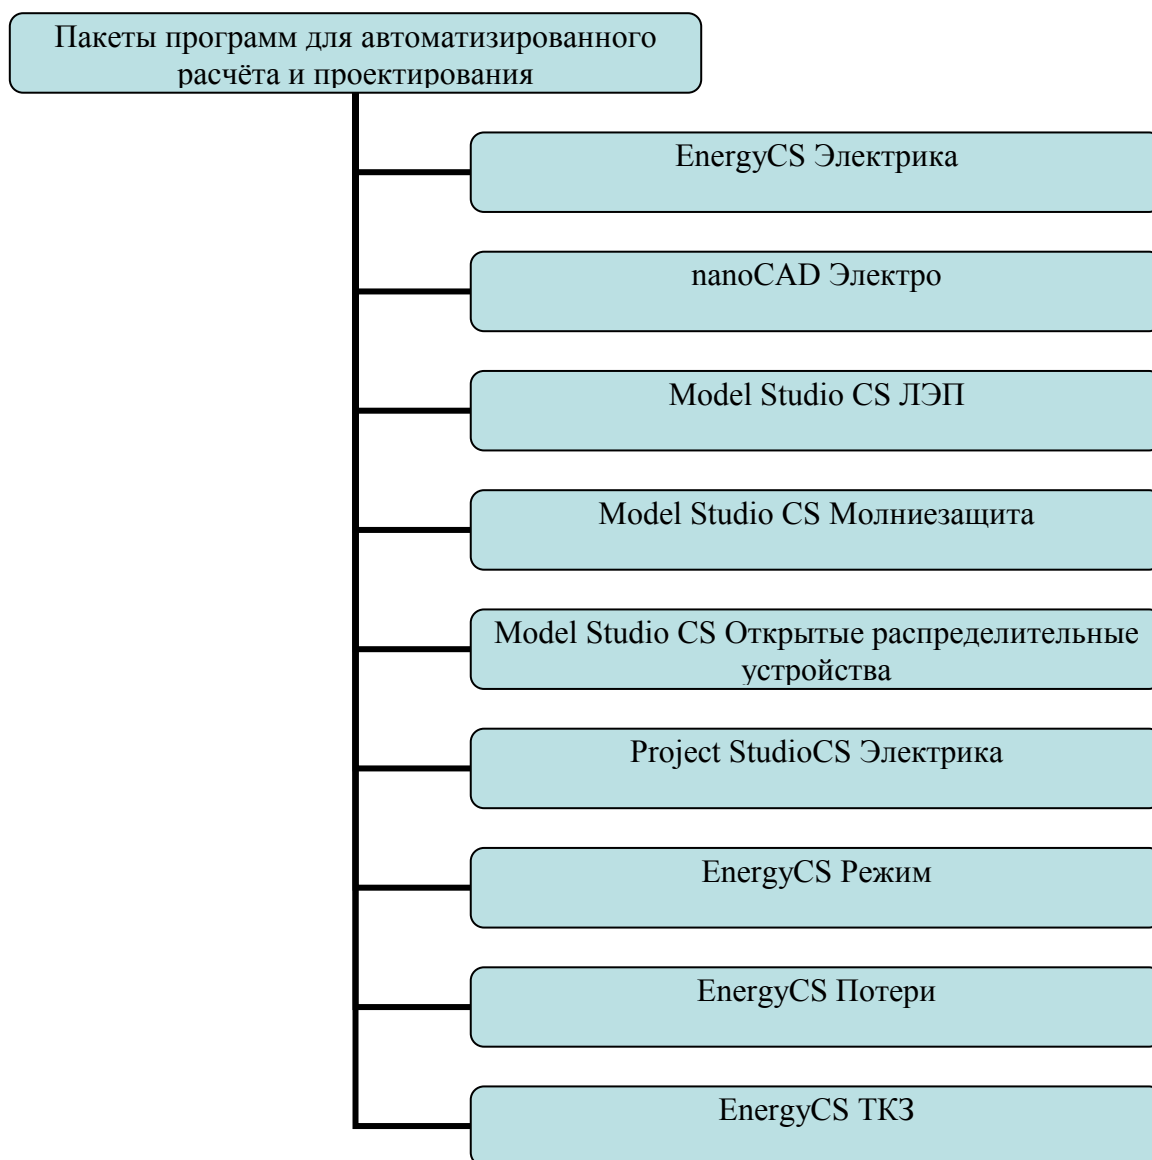 Пакеты программ для автоматизированного
расчёта и проектирования
EnergyCS Электрика
nanoCAD Электро
Model Studio CS ЛЭП
Model Studio CS Молниезащита
Model Studio CS Открытые распределительные
устройства
Project StudioCS Электрика
EnergyCS Режим
EnergyCS Потери
EnergyCS ТКЗ